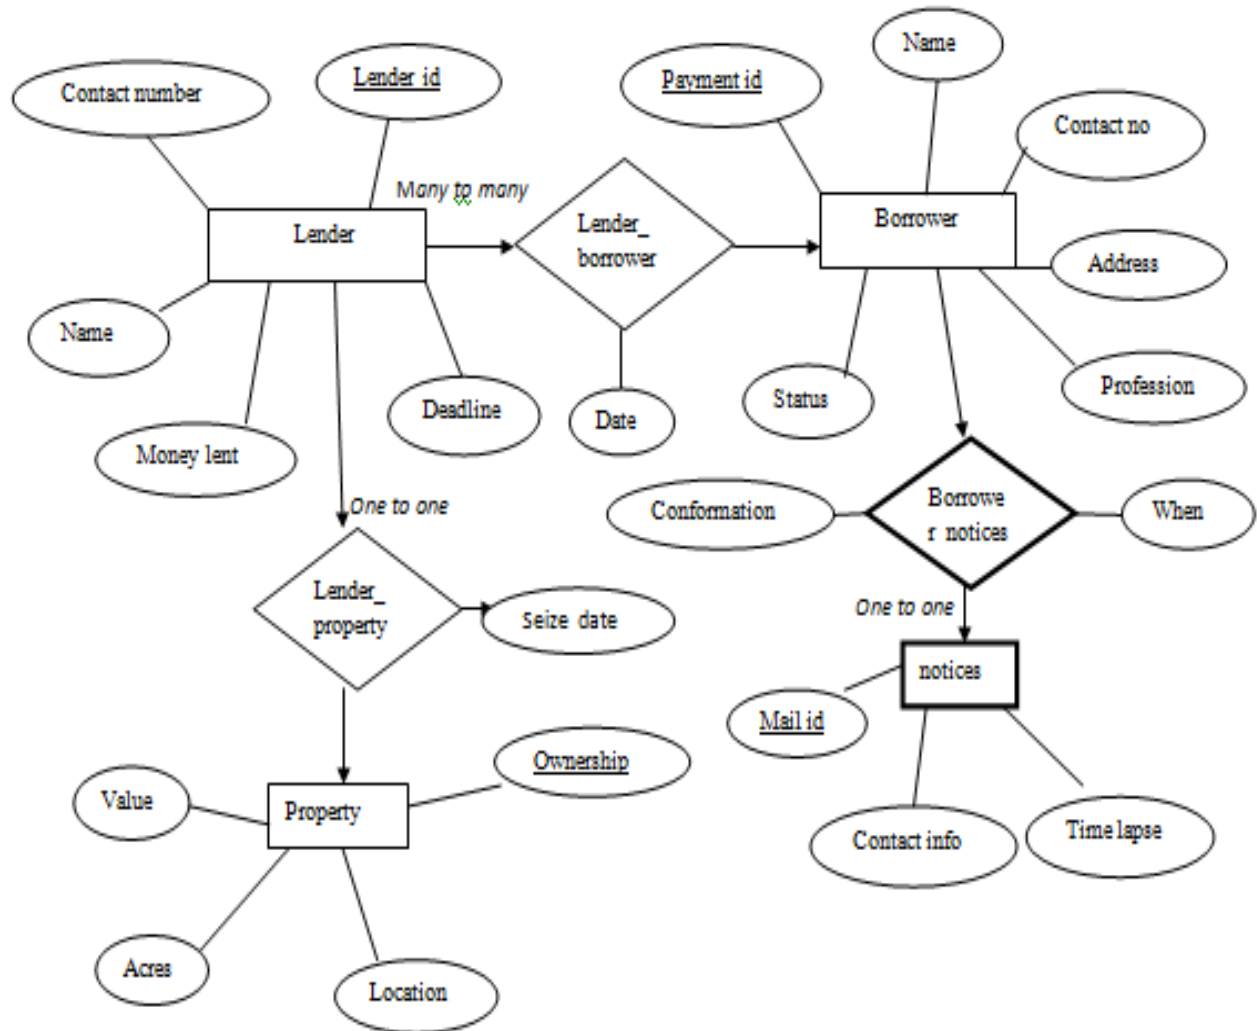 Name
Lender id
Payment id
Contact number
Contact no
Many to many
Lender
Lender_
borrower
Borrower
Address
Name
Deadline
Date
Status
Profession
Money lent
One to one
Conformation
Borrowe
r notices
When
Lender_
property
Seize date
One to one
notices
Mail id
Ownership
Value
Property
Contact info
Time lapse
Acres
Location